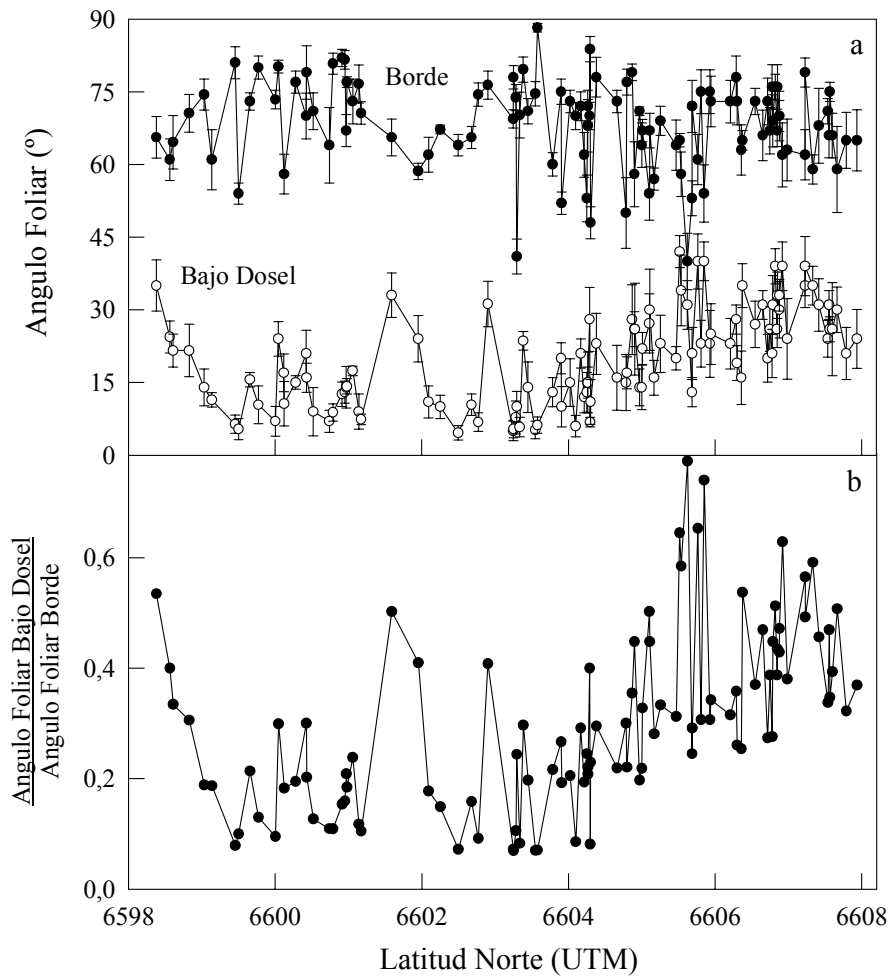 90
75
60
45
30
15
0
Angulo Foliar (º)
a
Borde
Bajo Dosel
b
0,6
0,4
0,2
0,0
Angulo Foliar Bajo Dosel
Angulo Foliar Borde
6598
6600
6602
6604
6606
6608
Latitud Norte (UTM)